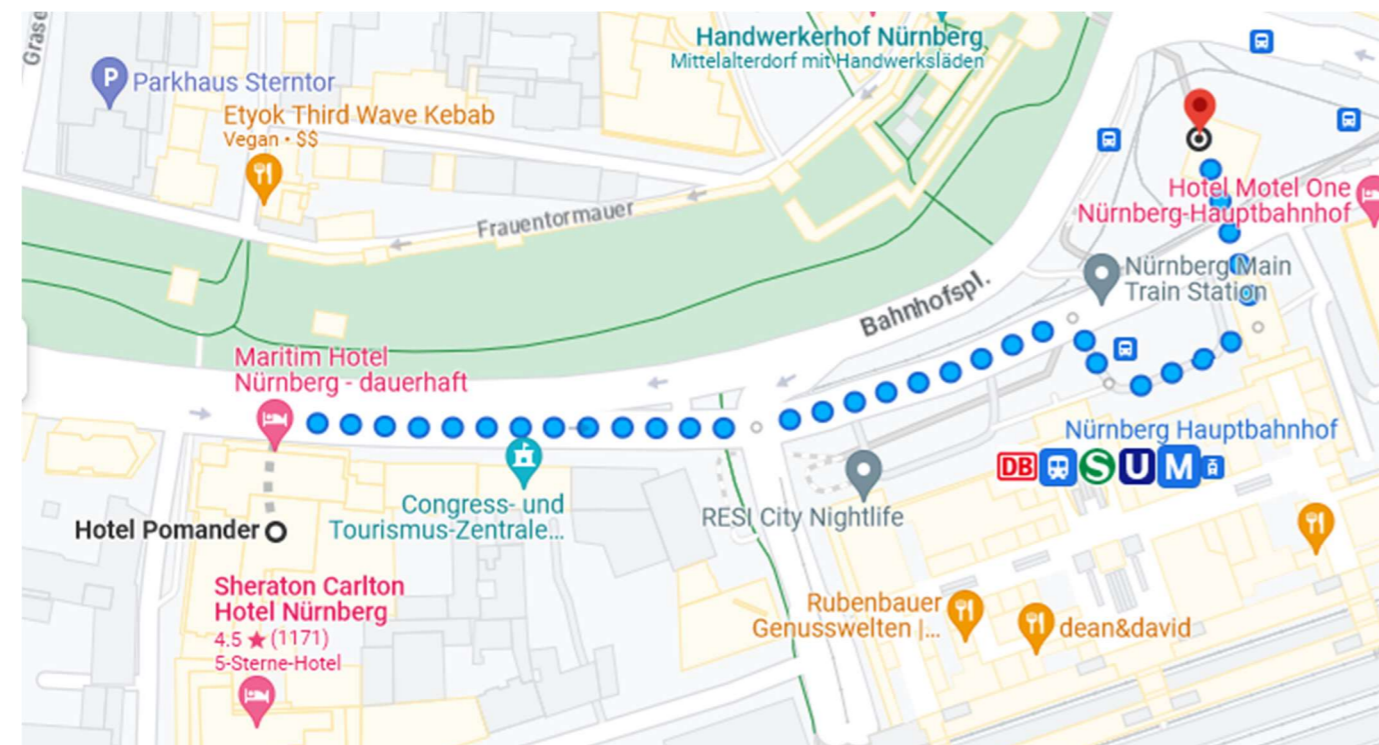 Handwerkerhof Nürnberg
Mittelalterdorf mit Handwerksläden
P
Parkhaus Sterntor
Etyok Third Wave Kebab
Vegan • $$
Frauentormauer
Hotel Motel One
Nürnberg-Hauptbahnhof
Nürnberg Main
Train Station
Bahnhofspl.
Maritim Hotel
Nürnberg - dauerhaft
Nürnberg Hauptbahnhof
DB S U M
Congress- und
Tourismus-Zentrale...
RESI City Nightlife
Hotel Pomander
Sheraton Carlton
Hotel Nürnberg
4.5 ★ (1171)
5-Sterne-Hotel
Rubenbauer
Genusswelten |...
dean&david